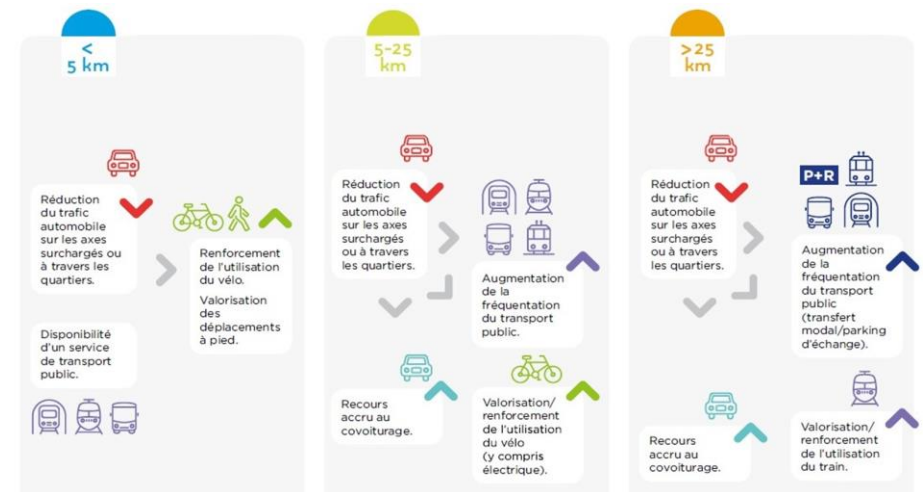 <
5 km
Réduction
du trafic
automobile
sur les axes
surchargés ou
à travers les
quartiers.
Renforcement
de l'utilisation
du vélo.
Valorisation
des
déplacements
à pied.
Disponibilité
d'un service
de transport
public.
5-25
km
Réduction
du trafic
automobile
sur les axes
surchargés
ou à travers
les quartiers.
Augmentation
de la
fréquentation
du transport
public.
Recours
accru au
covoiturage.
Valorisation/
renforcement
de l'utilisation
du vélo
(y compris
électrique).
>25
km
Réduction
du trafic
automobile
sur les axes
surchargés
ou à travers
les quartiers.
P+R
Augmentation
de la
fréquentation
du transport
public
(transfert
modal/parking
d'échange).
Recours
accru au
covoiturage.
Valorisation/
renforcement
de l'utilisation
du train.